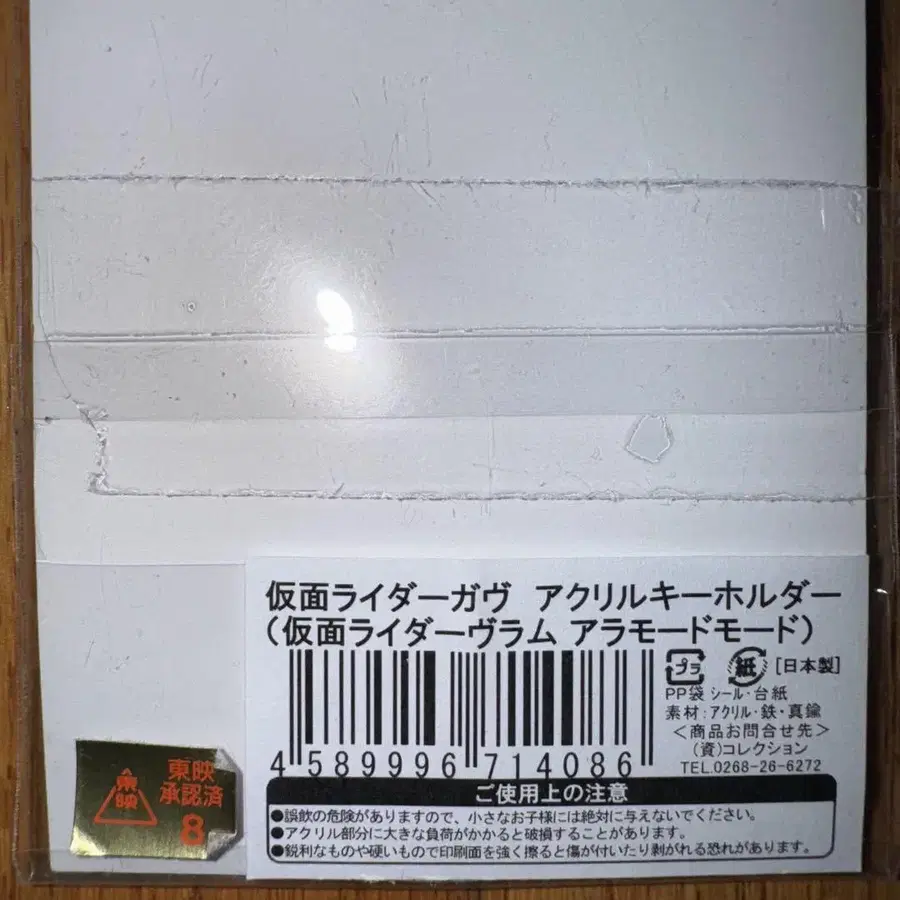 仮面ライダーガヴ アクリルキーホルダー
(仮面ライダーヴラム アラモードモード)
プラ 紙 [日本製]
PP袋 シール・台紙
素材:アクリル・鉄・真鍮
<商品お問合せ先>
(資)コレクション
TEL.0268-26-6272
4 589996 714086
ご使用上の注意
●誤飲の危険がありますので、小さなお子様には絶対に与えないでください。
●アクリル部分に大きな負荷がかかると破損することがあります。
●鋭利なものや硬いもので印刷面を強く擦ると傷が付いたり剥がれる恐れがあります。
東映
東映
承認済
8